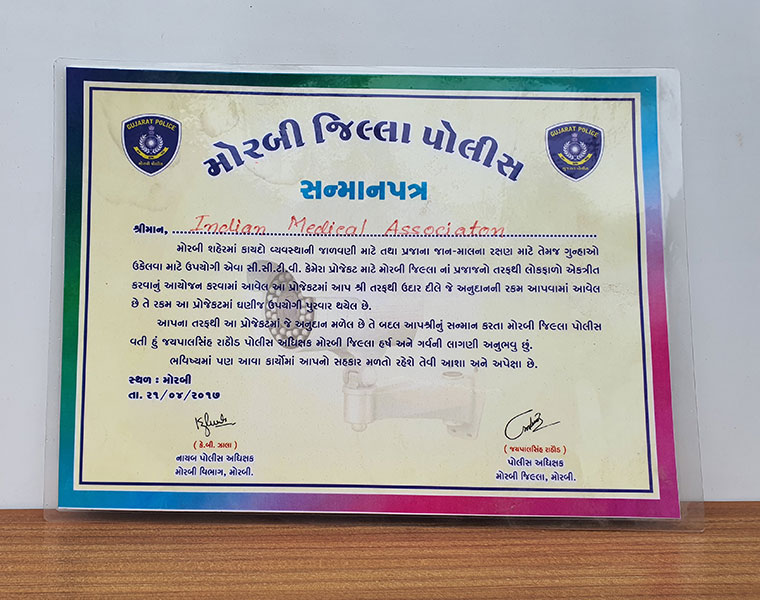 મોરબી જિલ્લા પોલીસ
GUJARAT POLICE
GUJARAT POLICE
સન્માનપત્ર
શ્રીમાન, Indian Medical Associaton
મોરબી શહેરમાં કાયદો વ્યવસ્થાની જાળવણી માટે તથા પ્રજાના જાન-માલના રક્ષણ માટે તેમજ ગુન્હાઓ
ઉકેલવા માટે ઉપયોગી એવા સી.સી.ટી.વી. કેમેરા પ્રોજેકટ માટે મોરબી જિલ્લા નાં પ્રજાજનો તરફથી લોકફાળો એકત્રીત
કરવાનું આયોજન કરવામાં આવેલ આ પ્રોજેકટમાં આપ શ્રી તરફથી ઉદાર દીલે જે અનુદાનની રકમ આપવામાં આવેલ
છે તે રકમ આ પ્રોજેકટમાં ઘણીજ ઉપયોગી પુરવાર થયેલ છે.
આપના તરફથી આ પ્રોજેકટમાં જે અનુદાન મળેલ છે તે બદલ આપશ્રીનું સન્માન કરતા મોરબી જિલ્લા પોલીસ
વતી હું જયપાલસિંહ રાઠૌડ પોલીસ અધિક્ષક મોરબી જિલ્લા હર્ષ અને ગર્વની લાગણી અનુભવુ છું.
ભવિષ્યમાં પણ આવા કાર્યોમાં આપનો સહકાર મળતો રહેશે તેવી આશા અને અપેક્ષા છે.
સ્થળ : મોરબી
તા. ૨૧/૦૪/૨૦૧૭
( કે.બી. ઝાલા )
નાયબ પોલીસ અધિક્ષક
મોરબી વિભાગ, મોરબી.
( જયપાલસિંહ રાઠૌડ )
પોલીસ અધિક્ષક
મોરબી જિલ્લા, મોરબી.